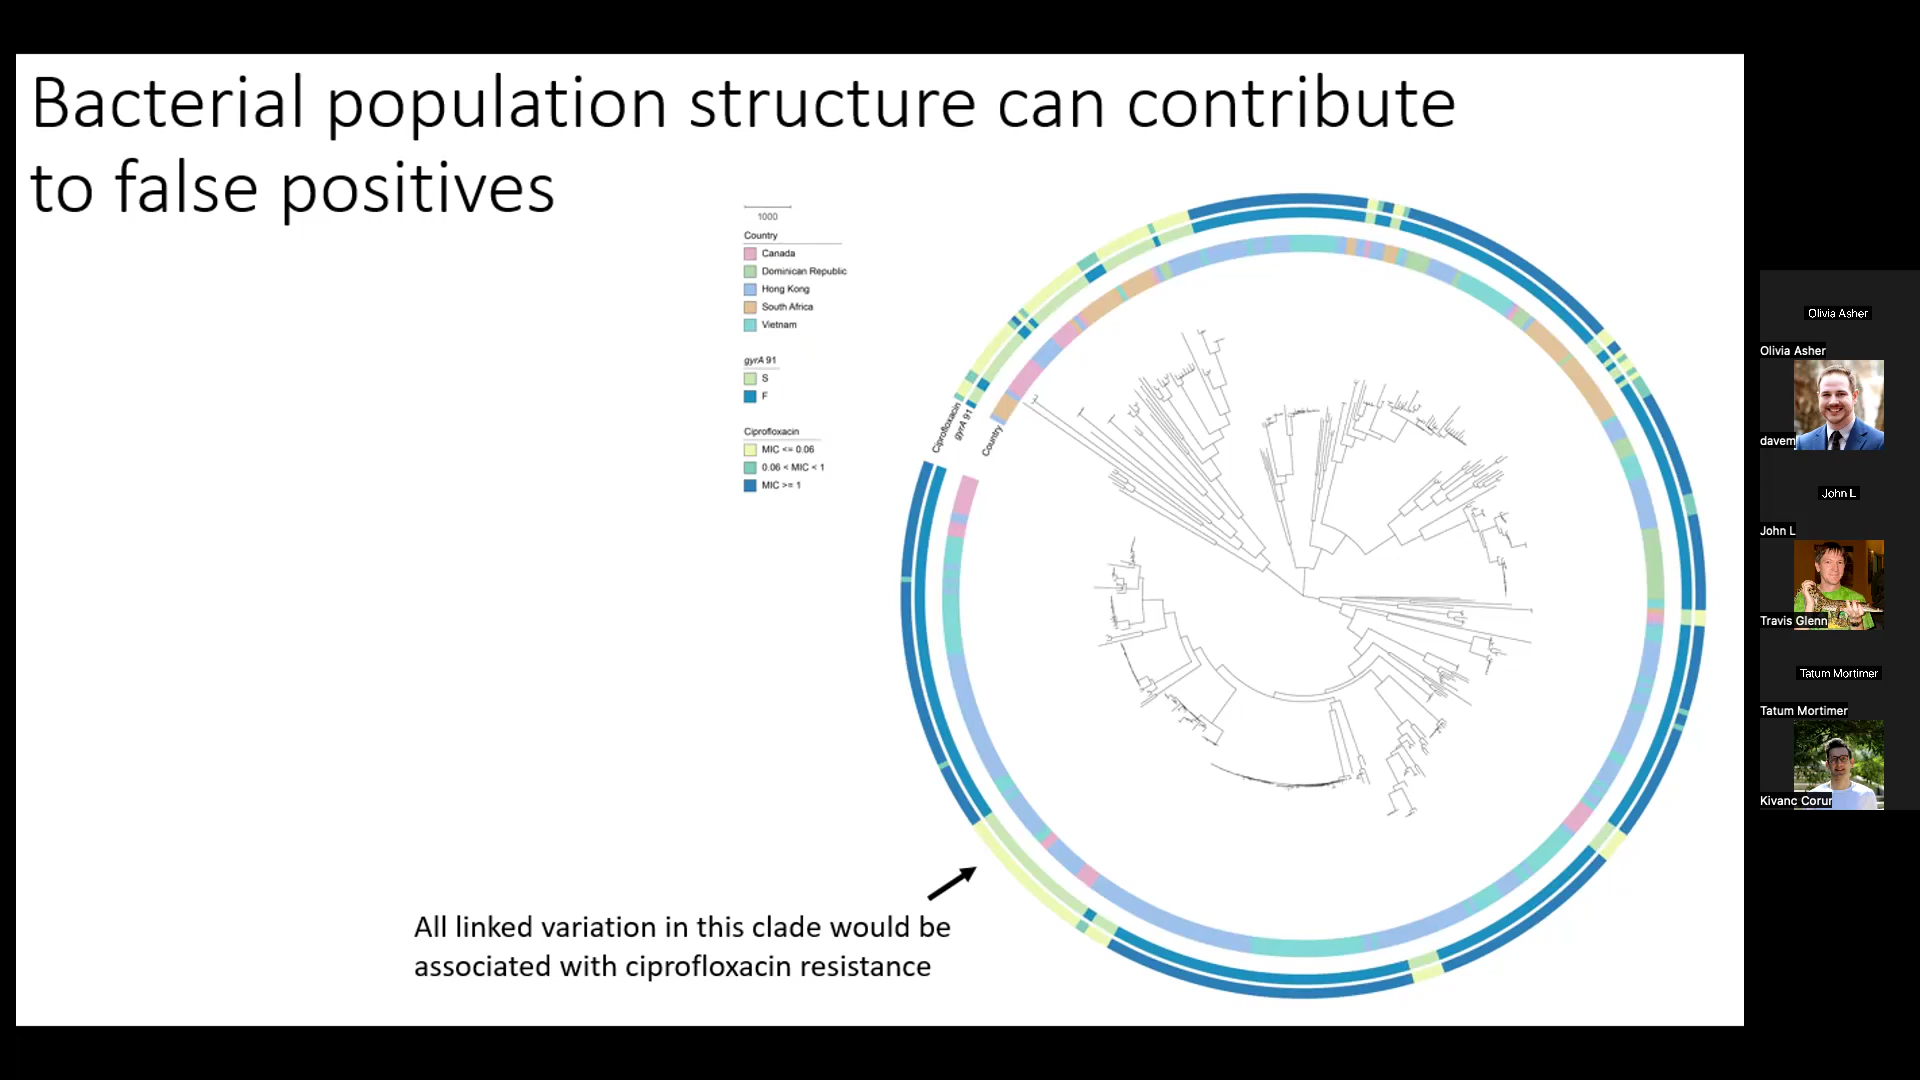 Bacterial population structure can contribute
to false positives
1000
Country
Canada
Dominican Republic
Hong Kong
South Africa
Vietnam
gyrA 91
S
F
Ciprofloxacin
MIC <= 0.06
0.06 < MIC < 1
MIC >= 1
Ciprofloxacin
gyrA 91
Country
All linked variation in this clade would be
associated with ciprofloxacin resistance
Olivia Asher
Olivia Asher
davem
John L
John L
Travis Glenn
Tatum Mortimer
Tatum Mortimer
Kivanc Corur